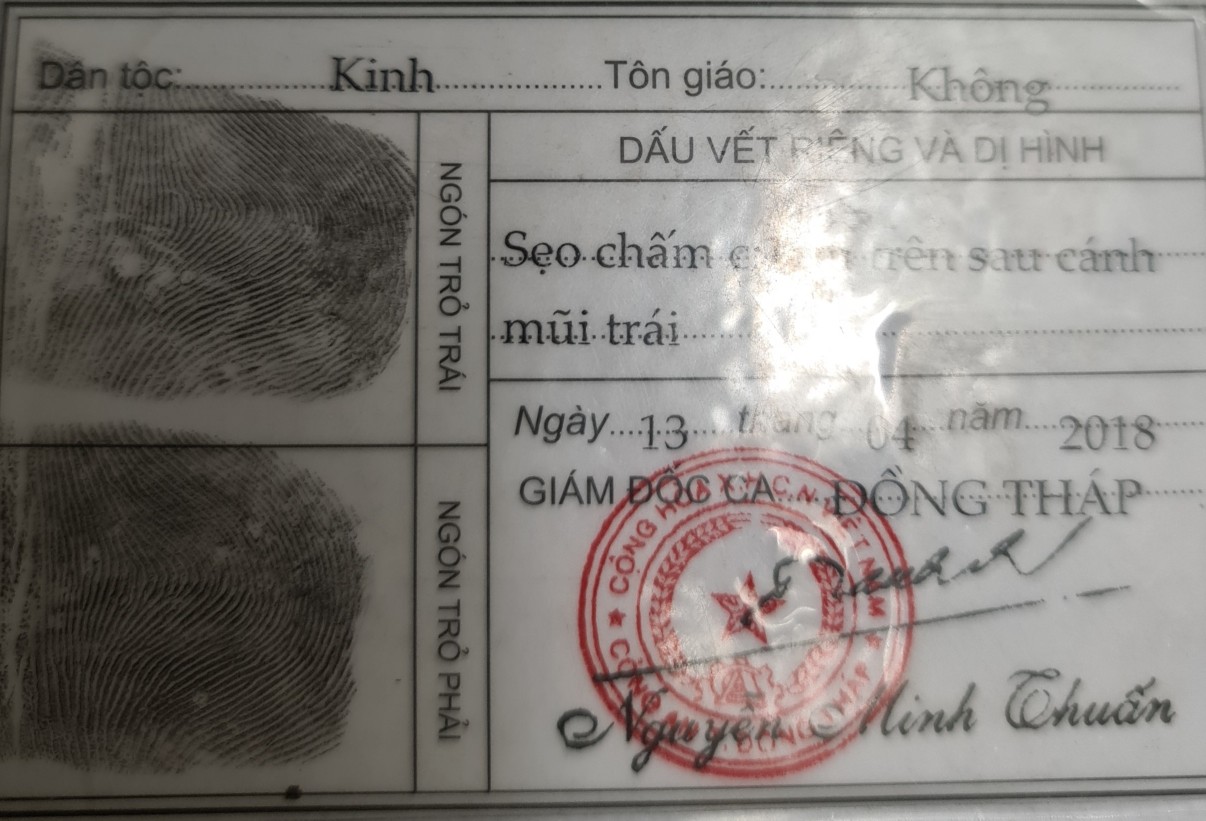 Dân tộc: Kinh Tôn giáo: Không
DẤU VẾT RIÊNG VÀ DỊ HÌNH
NGÓN TRỎ TRÁI
Sẹo chấm trên sau cánh
mũi trái
Ngày 13 tháng 04 năm 2018
GIÁM ĐỐC CA ĐỒNG THÁP
NGÓN TRỎ PHẢI
Nguyễn Minh Thuấn